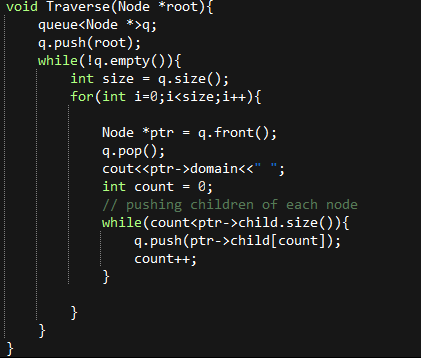 void Traverse(Node *root){
    queue<Node *>q;
    q.push(root);
    while(!q.empty()){
        int size = q.size();
        for(int i=0;i<size;i++){
            Node *ptr = q.front();
            q.pop();
            cout<<ptr->domain<<" ";
            int count = 0;
            // pushing children of each node
            while(count<ptr->child.size()){
                q.push(ptr->child[count]);
                count++;
            }
        }
    }
}